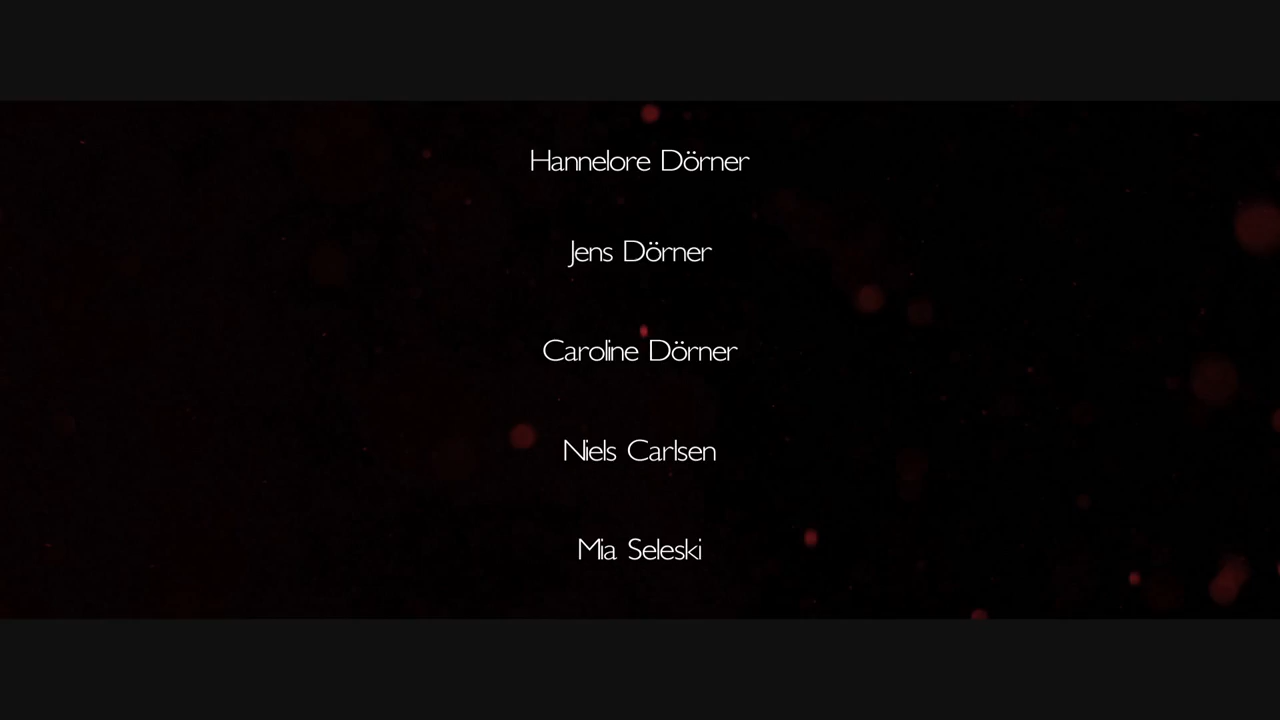 Hannelore Dörner
Jens Dörner
Caroline Dörner
Niels Carlsen
Mia Seleski